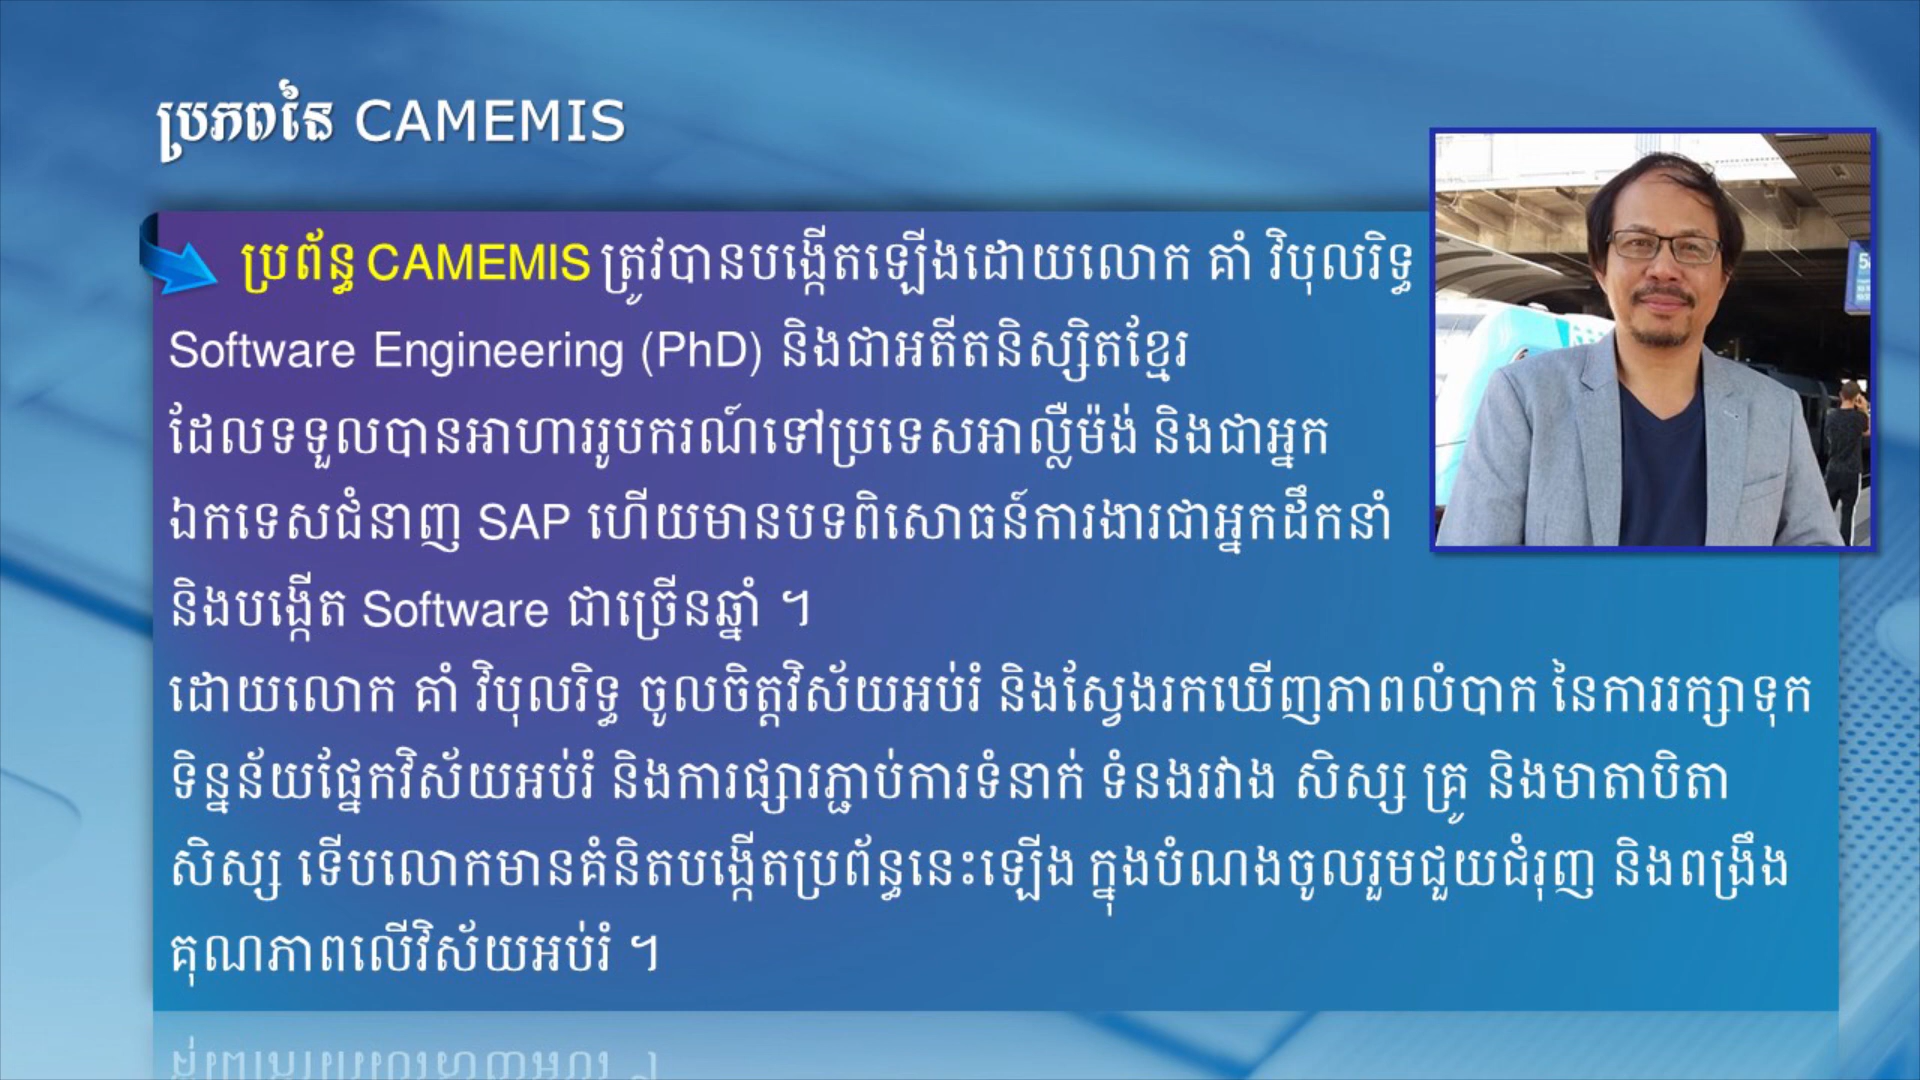 ប្រភពនៃ CAMEMIS
ប្រព័ន្ធ CAMEMIS ត្រូវបានបង្កើតឡើងដោយលោក គាំ វិបុលរិទ្ធ
Software Engineering (PhD) និងជាអតីតនិស្សិតខ្មែរ
ដែលទទួលបានអាហាររូបករណ៍ទៅប្រទេសអាល្លឺម៉ង់ និងជាអ្នក
ឯកទេសជំនាញ SAP ហើយមានបទពិសោធន៍ការងារជាអ្នកដឹកនាំ
និងបង្កើត Software ជាច្រើនឆ្នាំ ។
ដោយលោក គាំ វិបុលរិទ្ធ ចូលចិត្តវិស័យអប់រំ និងស្វែងរកឃើញភាពលំបាក នៃការរក្សាទុក
ទិន្នន័យផ្នែកវិស័យអប់រំ និងការផ្សារភ្ជាប់ការទំនាក់ ទំនងរវាង សិស្ស គ្រូ និងមាតាបិតា
សិស្ស ទើបលោកមានគំនិតបង្កើតប្រព័ន្ធនេះឡើង ក្នុងបំណងចូលរួមជួយជំរុញ និងពង្រឹង
គុណភាពលើវិស័យអប់រំ ។